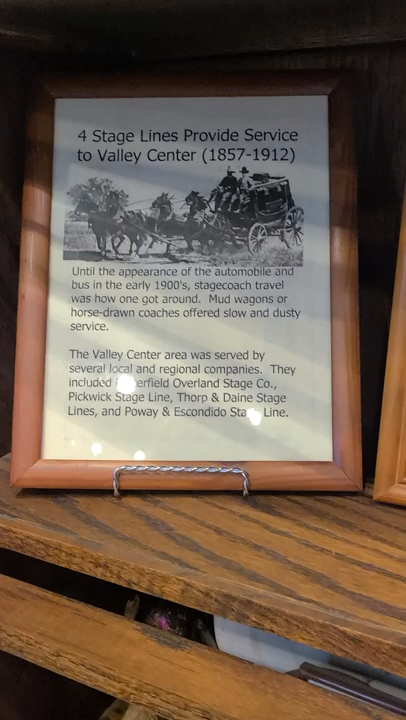 4 Stage Lines Provide Service
to Valley Center (1857-1912)
Until the appearance of the automobile and
bus in the early 1900's, stagecoach travel
was how one got around. Mud wagons or
horse-drawn coaches offered slow and dusty
service.
The Valley Center area was served by
several local and regional companies. They
included Overland Stage Co.,
Pickwick Stage Line, Thorp & Daine Stage
Lines, and Poway & Escondido Stage Line.